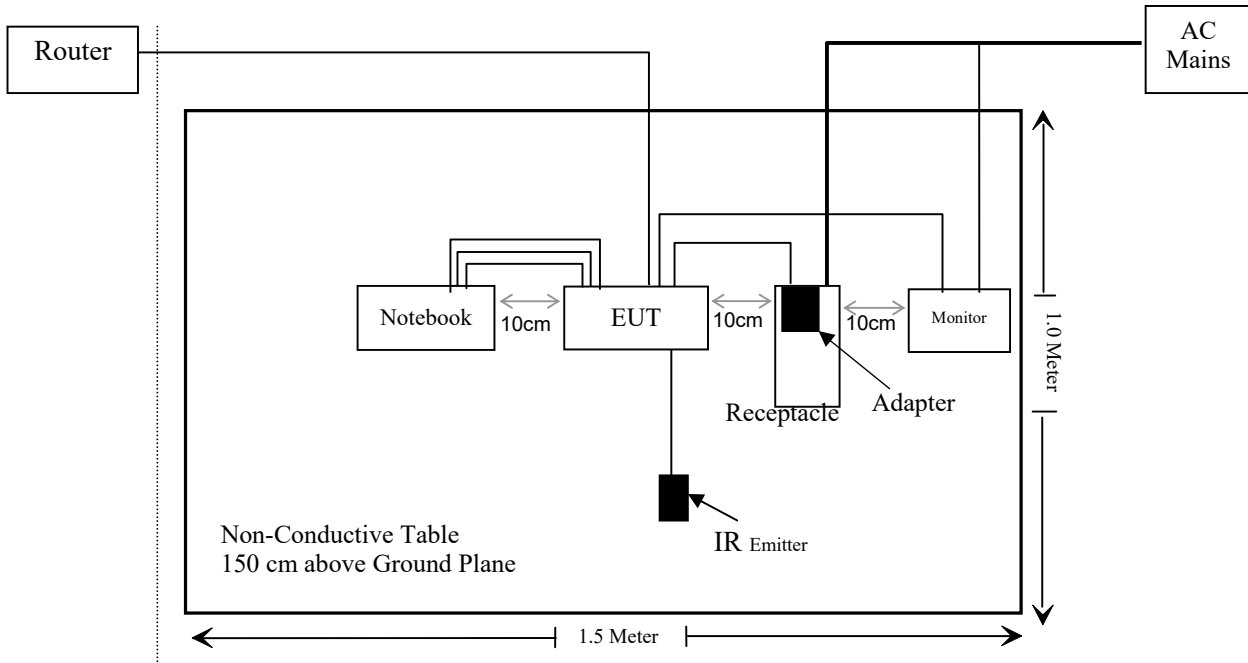 Router
AC
Mains
Notebook
10cm
EUT
10cm
10cm
Monitor
1.0 Meter
Receptacle
Adapter
IR Emitter
Non-Conductive Table
150 cm above Ground Plane
1.5 Meter